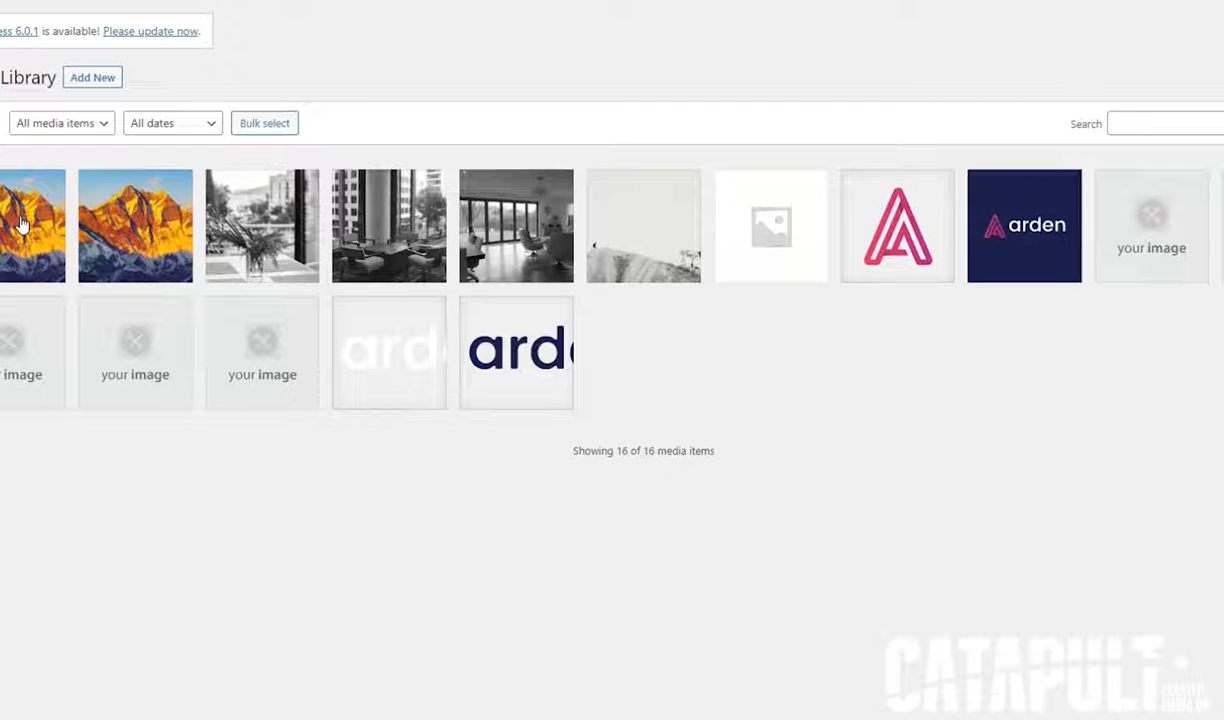 ess 6.0.1 is available! Please update now.
Library Add New
All media items All dates Bulk select Search
arden your image
your image your image ard ard
Showing 16 of 16 media items
CATAPULT